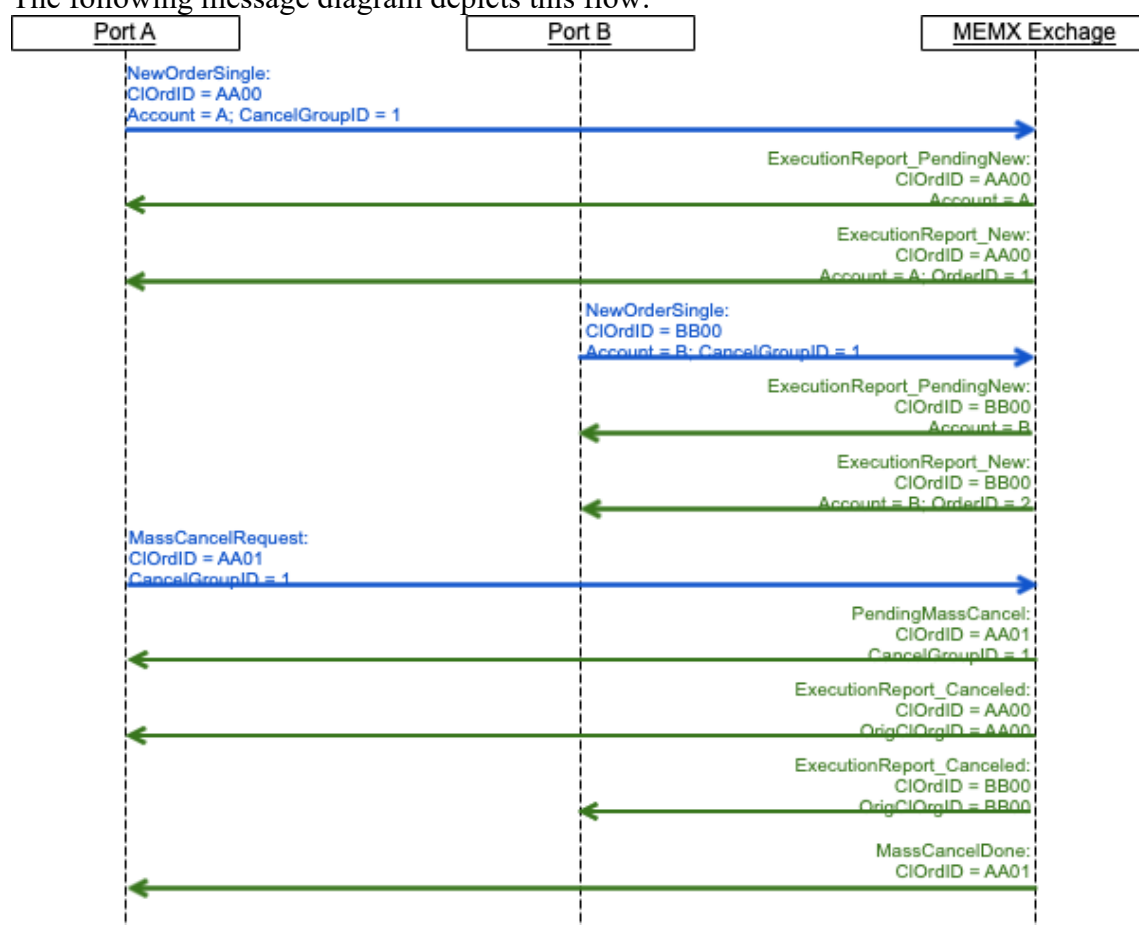 The following message diagram depicts this flow:
Port A
Port B
MEMX Exchage
NewOrderSingle:
ClOrdID = AA00
Account = A; CancelGroupID = 1
ExecutionReport_PendingNew:
ClOrdID = AA00
Account = A
ExecutionReport_New:
ClOrdID = AA00
Account = A; OrderID = 1
NewOrderSingle:
ClOrdID = BB00
Account = B; CancelGroupID = 1
ExecutionReport_PendingNew:
ClOrdID = BB00
Account = B
ExecutionReport_New:
ClOrdID = BB00
Account = B; OrderID = 2
MassCancelRequest:
ClOrdID = AA01
CancelGroupID = 1
PendingMassCancel:
ClOrdID = AA01
CancelGroupID = 1
ExecutionReport_Canceled:
ClOrdID = AA00
OrigClOrgID = AA00
ExecutionReport_Canceled:
ClOrdID = BB00
OrigClOrgID = BB00
MassCancelDone:
ClOrdID = AA01